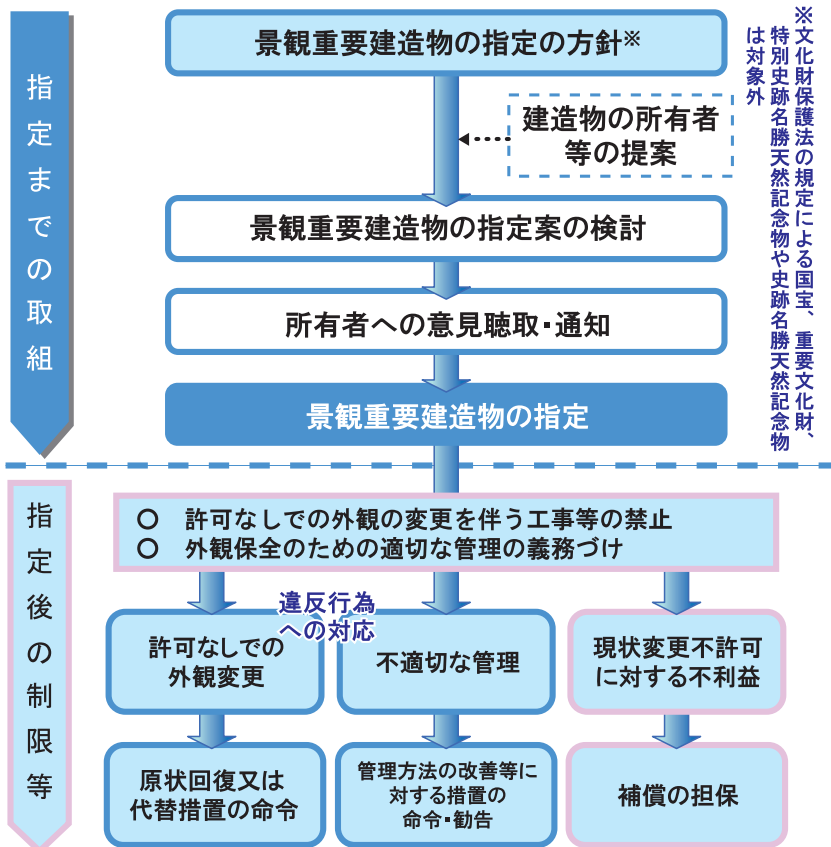 指定までの取組
景観重要建造物の指定の方針※
建造物の所有者
等の提案
景観重要建造物の指定案の検討
所有者への意見聴取・通知
景観重要建造物の指定
※文化財保護法の規定による国宝、重要文化財、
特別史跡名勝天然記念物や史跡名勝天然記念物
は対象外
指定後の制限等
○ 許可なしでの外観の変更を伴う工事等の禁止
○ 外観保全のための適切な管理の義務づけ
違反行為
への対応
許可なしでの
外観変更
不適切な管理
現状変更不許可
に対する不利益
原状回復又は
代替措置の命令
管理方法の改善等に
対する措置の
命令・勧告
補償の担保